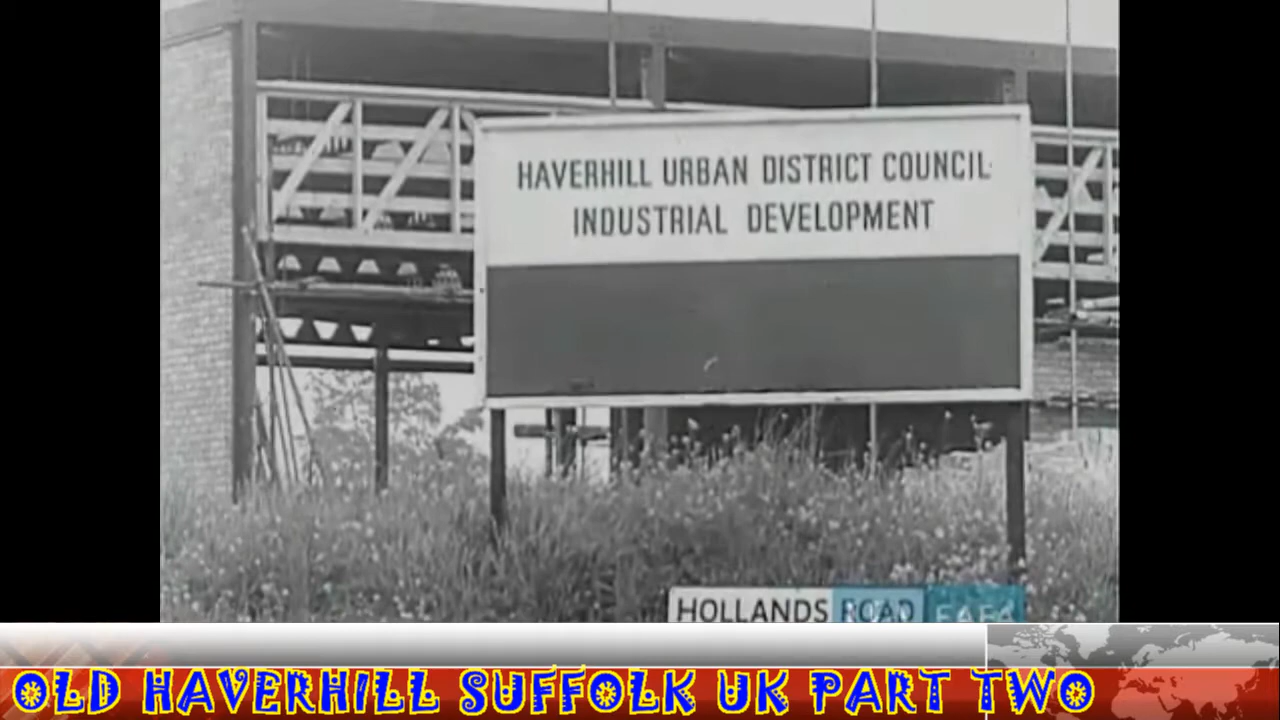 HAVERHILL URBAN DISTRICT COUNCIL
INDUSTRIAL DEVELOPMENT
HOLLANDS ROAD
OLD HAVERHILL SUFFOLK UK PART TWO